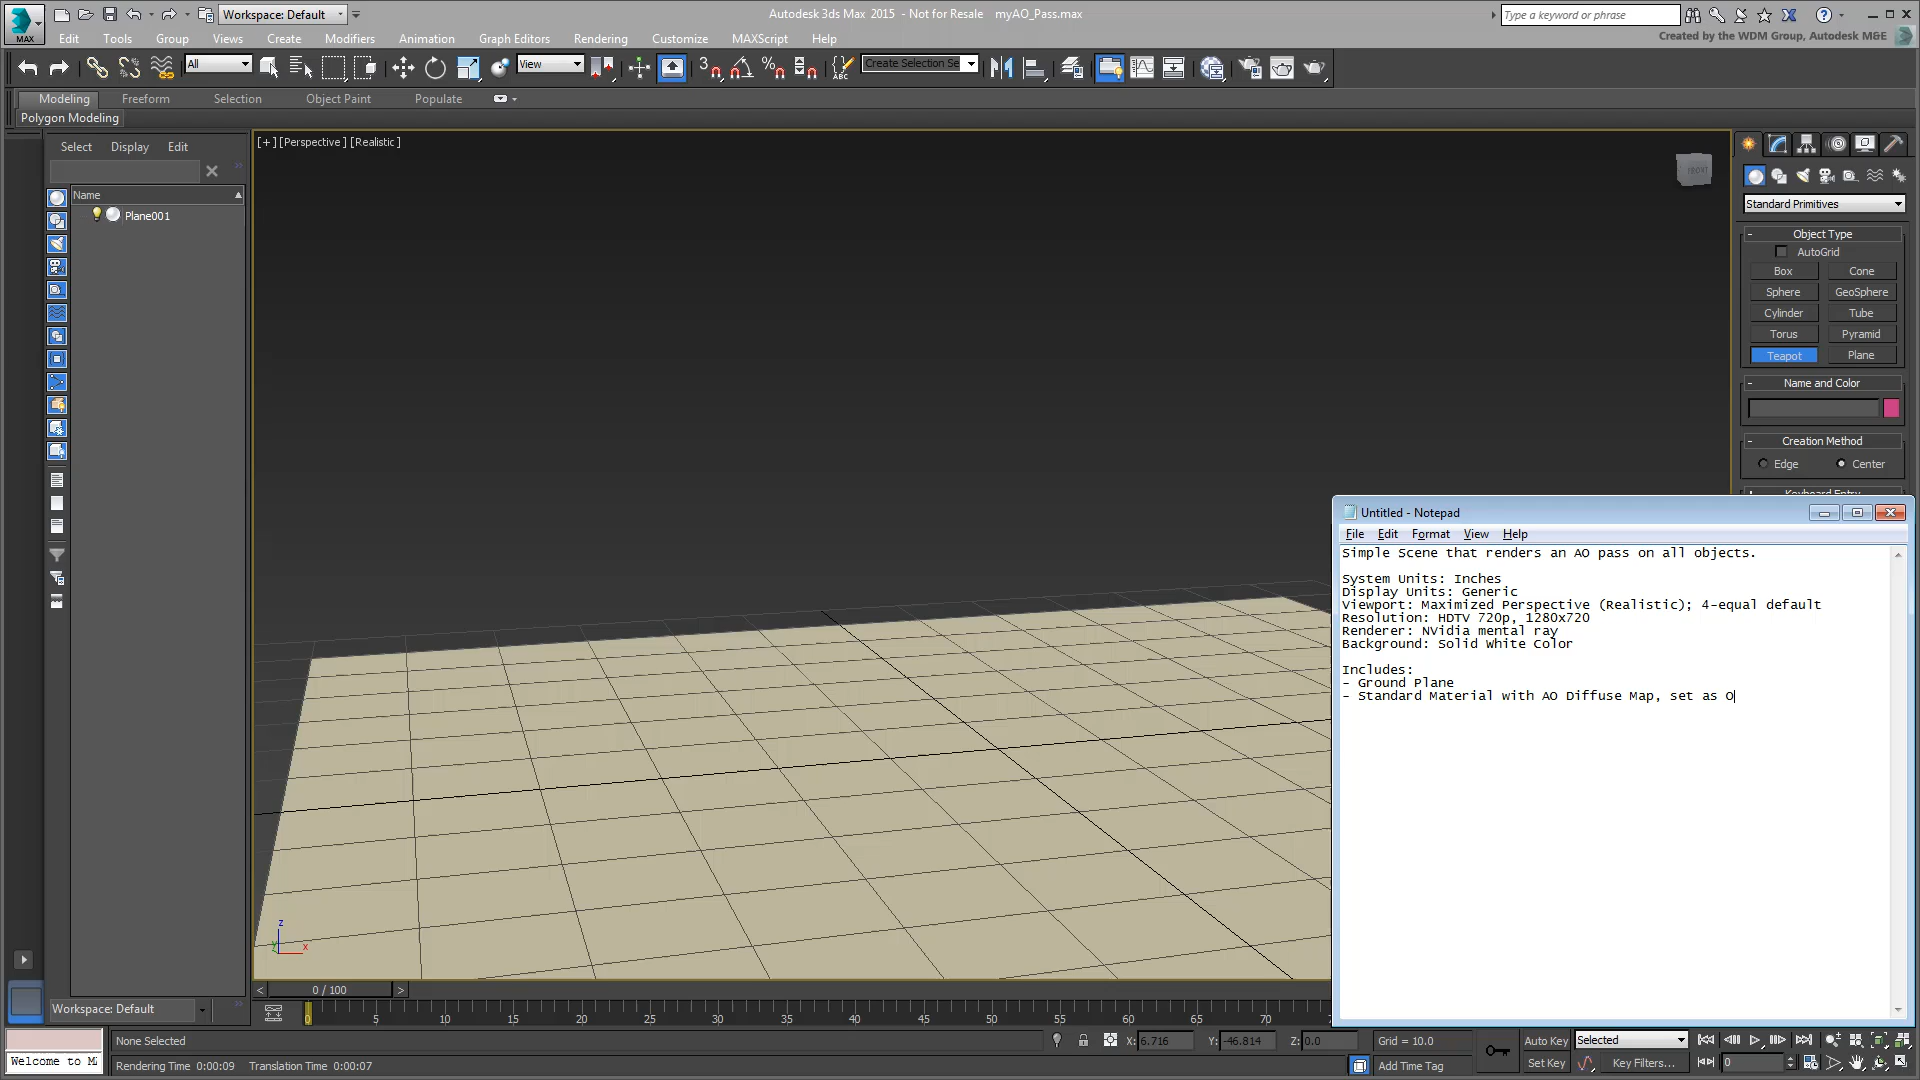 Workspace: Default
Autodesk 3ds Max 2015 - Not for Resale myAO_Pass.max
Type a keyword or phrase
MAX
Edit Tools Group Views Create Modifiers Animation Graph Editors Rendering Customize MAXScript Help
Created by the WDM Group, Autodesk M&E
All
View
3
ABC
Create Selection Se
Modeling Freeform Selection Object Paint Populate
Polygon Modeling
Select Display Edit
Name
Plane001
[+] [Perspective ] [Realistic ]
FRONT
Standard Primitives
- Object Type
AutoGrid
Box Cone
Sphere GeoSphere
Cylinder Tube
Torus Pyramid
Teapot Plane
- Name and Color
- Creation Method
Edge Center
Keyboard Entry
Untitled - Notepad
File Edit Format View Help
Simple Scene that renders an AO pass on all objects.
System Units: Inches
Display Units: Generic
Viewport: Maximized Perspective (Realistic); 4-equal default
Resolution: HDTV 720p, 1280x720
Renderer: NVidia mental ray
Background: Solid White Color
Includes:
- Ground Plane
- Standard Material with AO Diffuse Map, set as O
z
y
x
< 0 / 100 >
Workspace: Default
0 5 10 15 20 25 30 35 40 45 50 55 60 65 70
None Selected
X: 6.716 Y: -46.814 Z: 0.0
Grid = 10.0
Auto Key Selected
Welcome to M
Rendering Time 0:00:09 Translation Time 0:00:07
Add Time Tag
Set Key Key Filters...
0